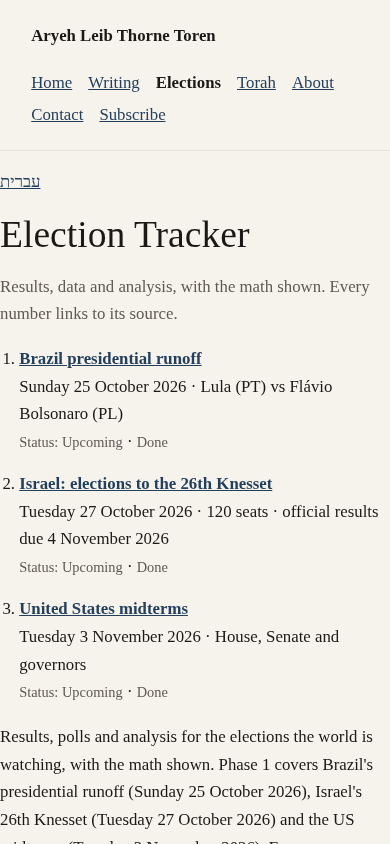 Aryeh Leib Thorne Toren
Home Writing Elections Torah About
Contact Subscribe
עברית
Election Tracker
Results, data and analysis, with the math shown. Every
number links to its source.
1. Brazil presidential runoff
Sunday 25 October 2026 · Lula (PT) vs Flávio
Bolsonaro (PL)
Status: Upcoming · Done
2. Israel: elections to the 26th Knesset
Tuesday 27 October 2026 · 120 seats · official results
due 4 November 2026
Status: Upcoming · Done
3. United States midterms
Tuesday 3 November 2026 · House, Senate and
governors
Status: Upcoming · Done
Results, polls and analysis for the elections the world is
watching, with the math shown. Phase 1 covers Brazil's
presidential runoff (Sunday 25 October 2026), Israel's
26th Knesset (Tuesday 27 October 2026) and the US